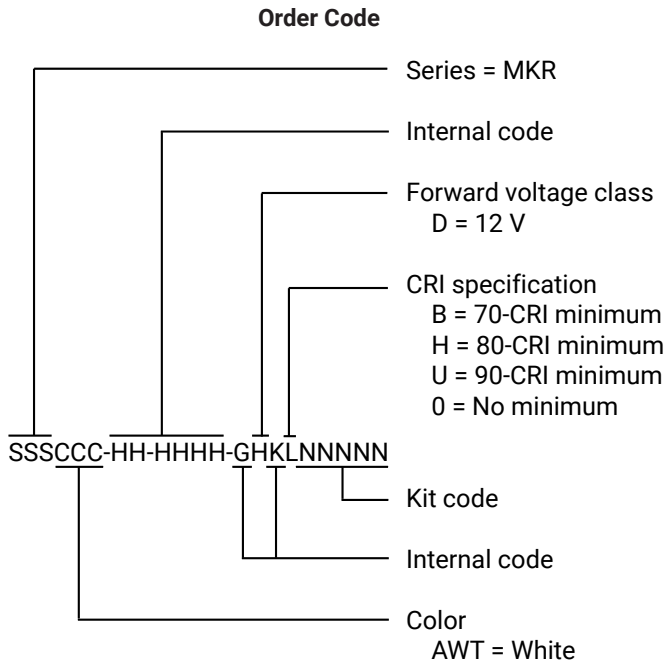 Order Code
Series = MKR
Internal code
Forward voltage class
D = 12 V
CRI specification
B = 70-CRI minimum
H = 80-CRI minimum
U = 90-CRI minimum
0 = No minimum
SSSCCC-HH-HHHH-GHKLNNNNN
Kit code
Internal code
Color
AWT = White